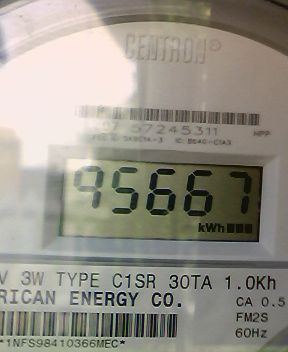 CENTRON®
57245311
HPP
95667
kWh
V 3W TYPE C1SR 30TA 1.0Kh
RICAN ENERGY CO.
CA 0.5
FM2S
60Hz
*1NFS98410366MEC*